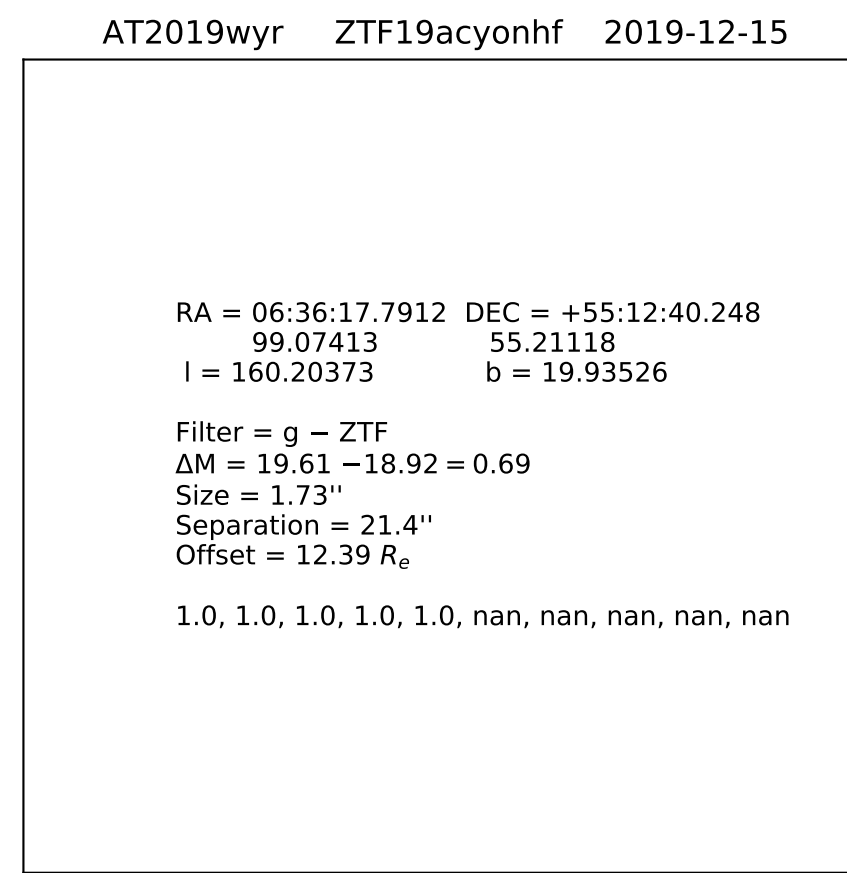 AT2019wyr ZTF19acyonhf 2019-12-15
RA = 06:36:17.7912 DEC = +55:12:40.248
99.07413 55.21118
l = 160.20373 b = 19.93526
Filter = g − ZTF
ΔM = 19.61 −18.92 = 0.69
Size = 1.73''
Separation = 21.4''
Offset = 12.39 Re
1.0, 1.0, 1.0, 1.0, 1.0, nan, nan, nan, nan, nan